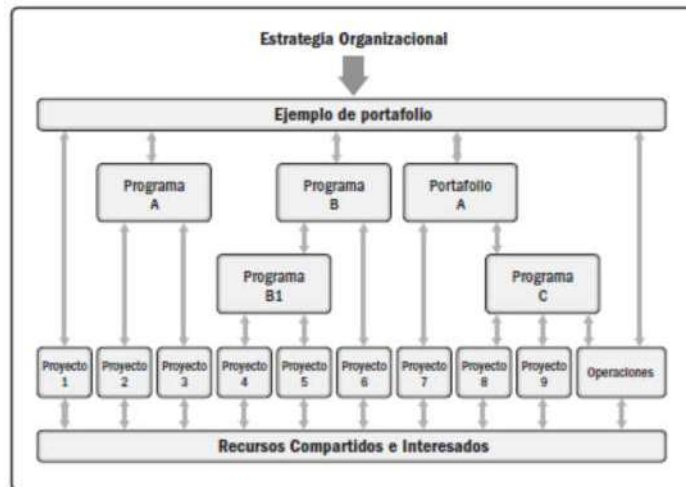 Estrategia Organizacional
Ejemplo de portafolio
Programa
A
Programa
B
Portafolio
A
Programa
B1
Programa
C
Proyecto
1
Proyecto
2
Proyecto
3
Proyecto
4
Proyecto
5
Proyecto
6
Proyecto
7
Proyecto
8
Proyecto
9
Operaciones
Recursos Compartidos e Interesados